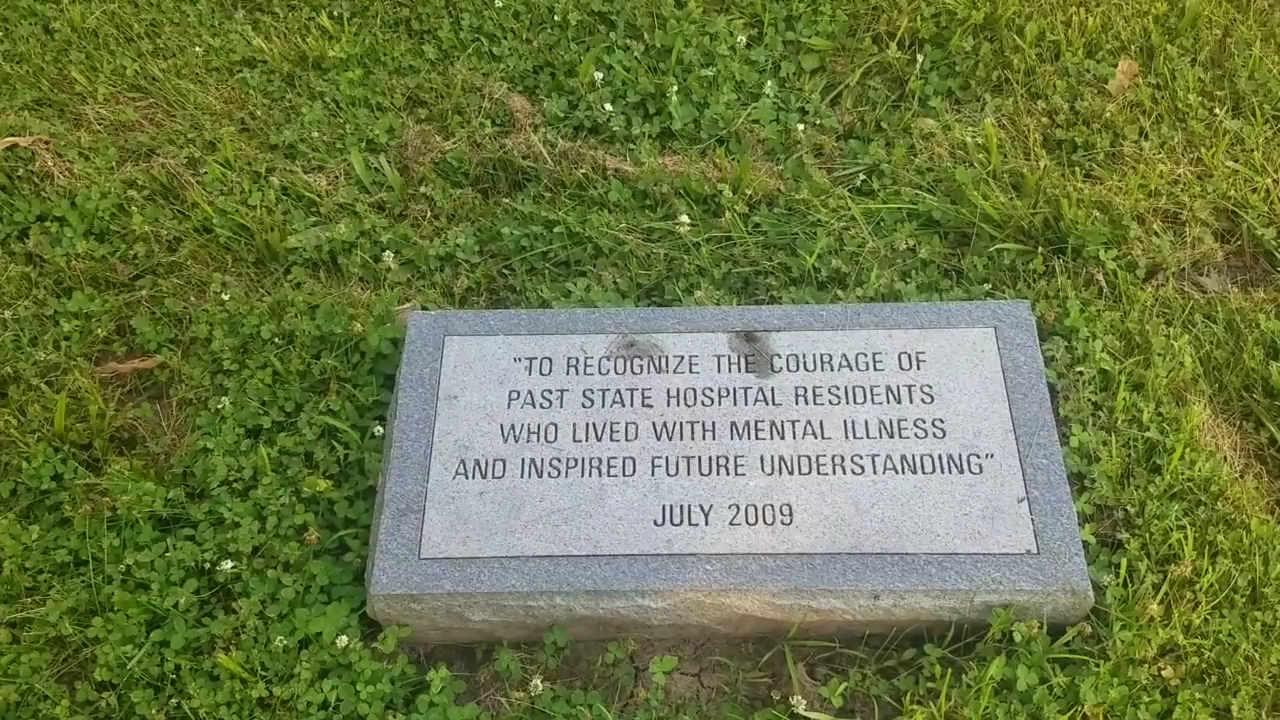 "TO RECOGNIZE THE COURAGE OF
PAST STATE HOSPITAL RESIDENTS
WHO LIVED WITH MENTAL ILLNESS
AND INSPIRED FUTURE UNDERSTANDING"
JULY 2009